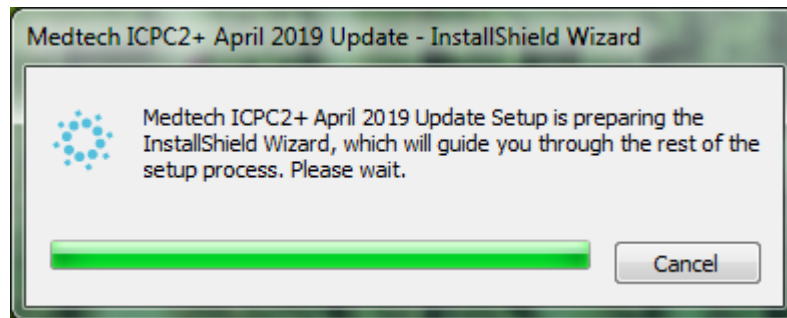 Medtech ICPC2+ April 2019 Update - InstallShield Wizard
Medtech ICPC2+ April 2019 Update Setup is preparing the
InstallShield Wizard, which will guide you through the rest of the
setup process. Please wait.
Cancel